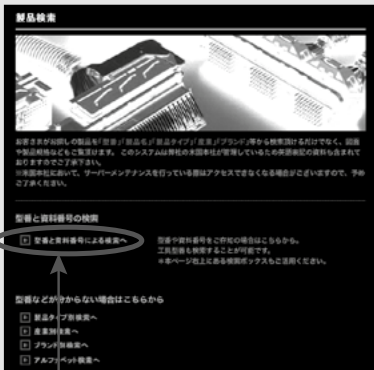 製品検索
お客さまがお探しの製品を「型番」「製品名」「製品タイプ」「産業」「ブランド」等から検索頂けるだけでなく、図面
や製品規格などもご覧頂けます。 このシステムは弊社の米国本社が管理しているため英語表記の資料も含まれて
おりますのでご了承下さい。
※米国本社において、サーバーメンテナンスを行っている際はアクセスできなくなる場合がございますので、予め
ご了承ください。
型番と資料番号の検索
型番と資料番号による検索へ
型番や資料番号をご存知の場合はこちらから。
工具型番も検索することが可能です。
※本ページ右上にある検索ボックスもご活用ください。
型番などが分からない場合はこちらから
製品タイプ別検索へ
産業別検索へ
ブランド別検索へ
アルファベット検索へ